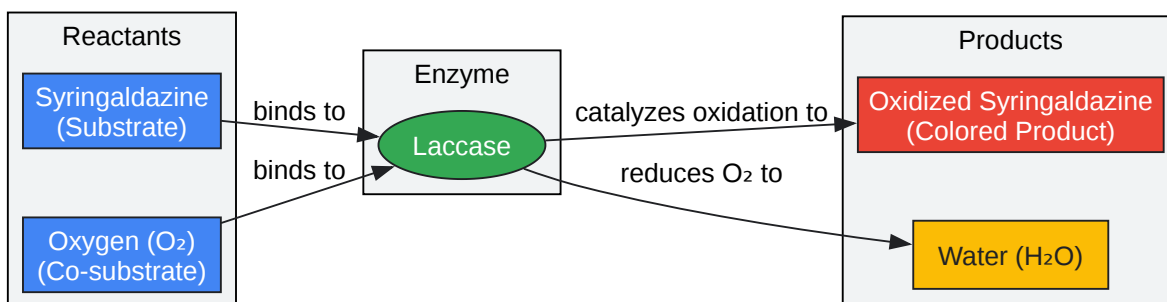 Reactants
Syringaldazine
(Substrate)
Oxygen (O₂)
(Co-substrate)
binds to
binds to
Enzyme
Laccase
catalyzes oxidation to
reduces O₂ to
Products
Oxidized Syringaldazine
(Colored Product)
Water (H₂O)